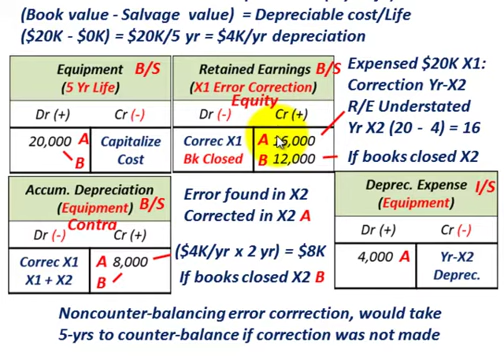 (Book value - Salvage value) = Depreciable cost/Life
($20K - $0K) = $20K/5 yr = $4K/yr depreciation
Equipment B/S
(5 Yr Life)
Dr (+) Cr (-)
20,000 A Capitalize
B Cost
Retained Earnings B/S
(X1 Error Correction)
Equity
Dr (-) Cr (+)
Correc X1 A 16,000
Bk Closed B 12,000
Expensed $20K X1:
Correction Yr-X2
R/E Understated
Yr X2 (20 - 4) = 16
If books closed X2
Accum. Depreciation
(Equipment) B/S
Contra
Dr (-) Cr (+)
Correc X1 A 8,000
X1 + X2 B
Error found in X2
Corrected in X2 A
($4K/yr x 2 yr) = $8K
If books closed X2 B
Deprec. Expense I/S
(Equipment)
Dr (+) Cr (-)
4,000 A Yr-X2
Deprec.
Noncounter-balancing error corrrection, would take
5-yrs to counter-balance if correction was not made